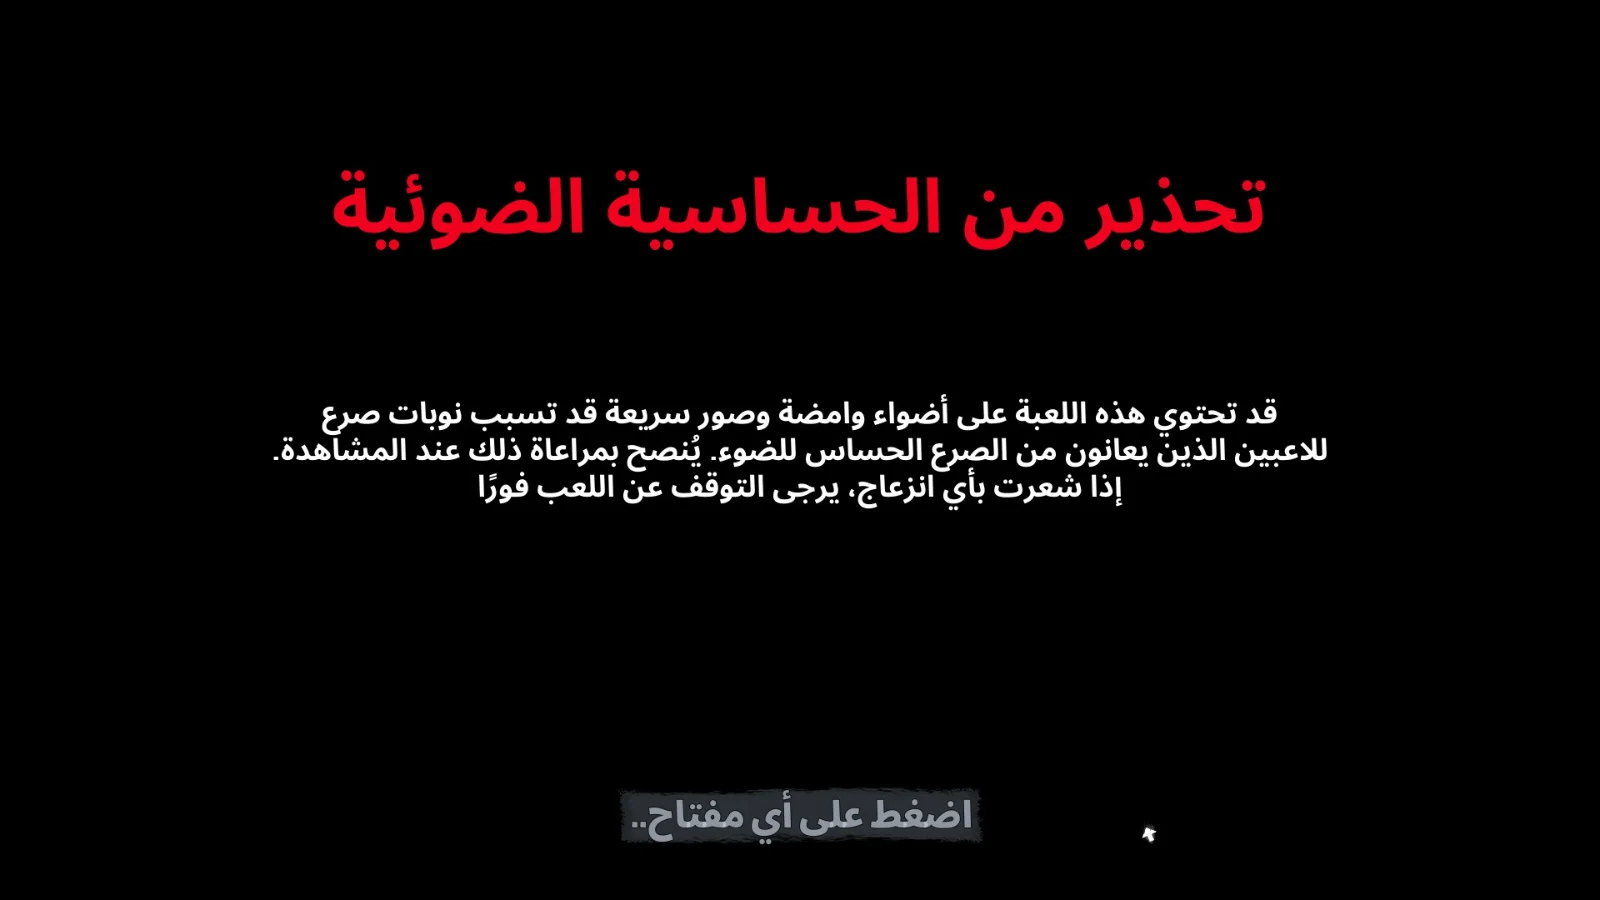 تحذير من الحساسية الضوئية
قد تحتوي هذه اللعبة على أضواء وامضة وصور سريعة قد تسبب نوبات صرع
للاعبين الذين يعانون من الصرع الحساس للضوء. يُنصح بمراعاة ذلك عند المشاهدة.
إذا شعرت بأي انزعاج، يرجى التوقف عن اللعب فورًا
اضغط على أي مفتاح..